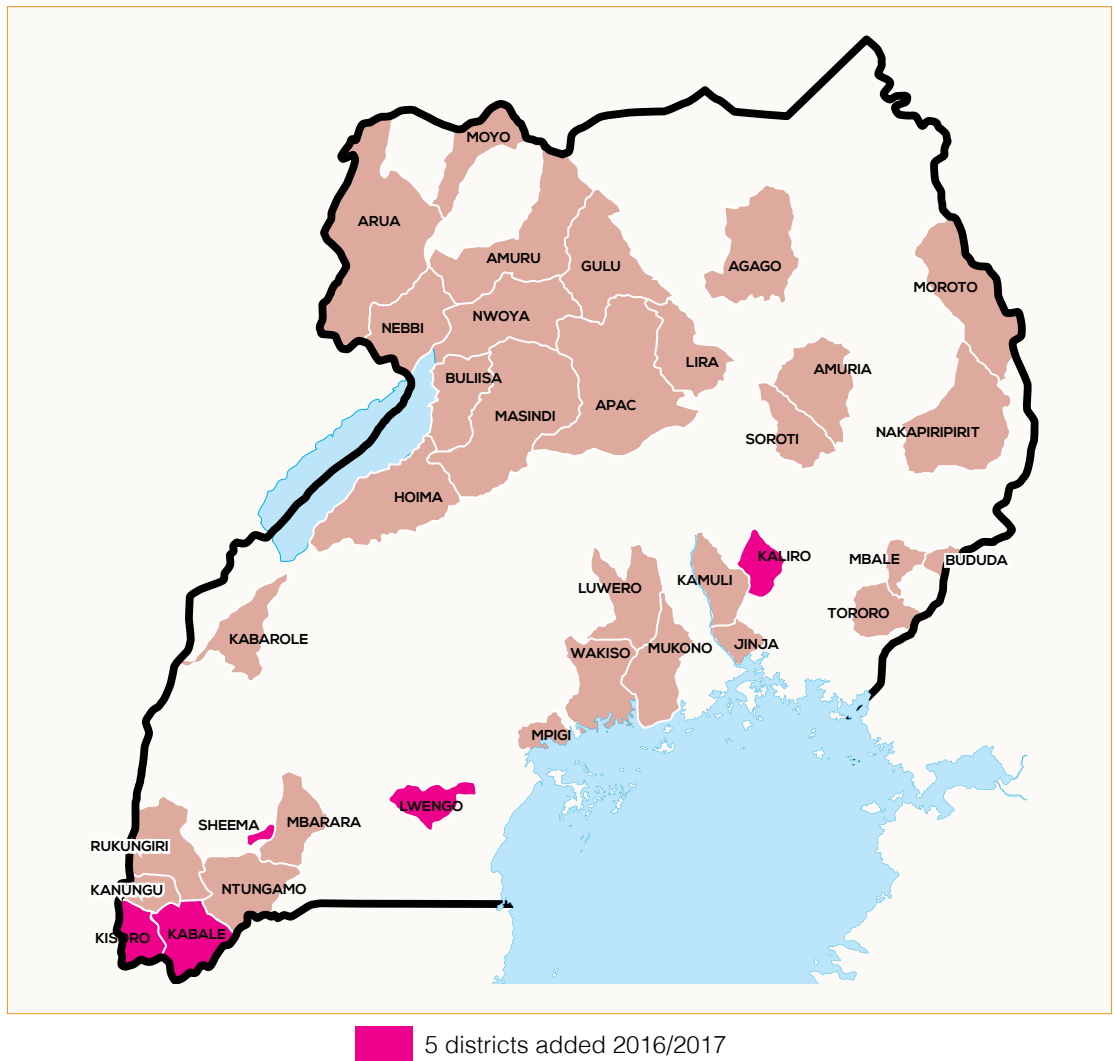 MOYO
ARUA
AMURU
GULU
AGAGO
MOROTO
NEBBI
NWOYA
LIRA
AMURIA
BULIISA
MASINDI
APAC
SOROTI
NAKAPIRIPIRIT
HOIMA
KALIRO
MBALE
BUDUDA
LUWERO
KAMULI
TORORO
KABAROLE
WAKISO
MUKONO
JINJA
MPIGI
LWENGO
SHEEMA
MBARARA
RUKUNGIRI
KANUNGU
NTUNGAMO
KISORO
KABALE
5 districts added 2016/2017